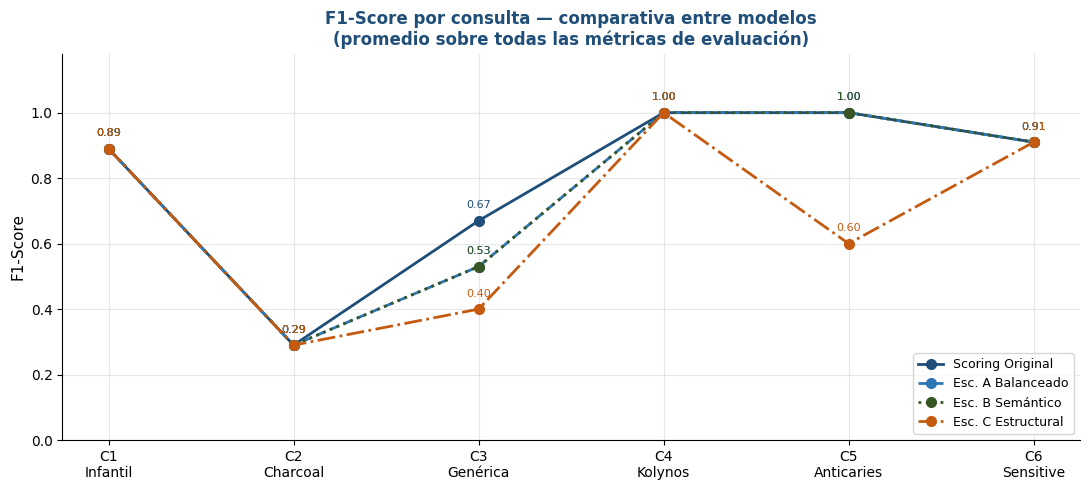 F1-Score por consulta — comparativa entre modelos
(promedio sobre todas las métricas de evaluación)
F1-Score
1.0
0.8
0.6
0.4
0.2
0.0
0.89
0.29
0.67
0.53
0.40
1.00
1.00
0.60
0.91
Scoring Original
Esc. A Balanceado
Esc. B Semántico
Esc. C Estructural
C1
Infantil
C2
Charcoal
C3
Genérica
C4
Kolynos
C5
Anticaries
C6
Sensitive